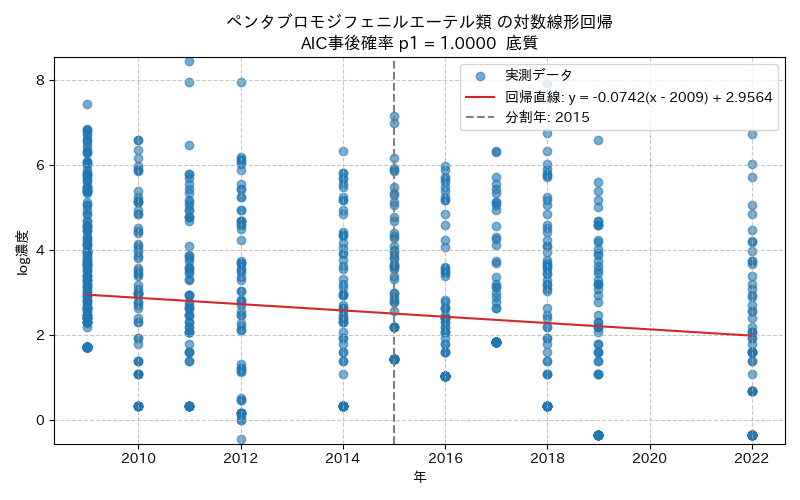 ペンタブロモジフェニルエーテル類 の対数線形回帰
AIC事後確率 p1 = 1.0000 底質
実測データ
回帰直線: y = -0.0742(x - 2009) + 2.9564
分割年: 2015
log濃度
8
6
4
2
0
2010 2012 2014 2016 2018 2020 2022
年